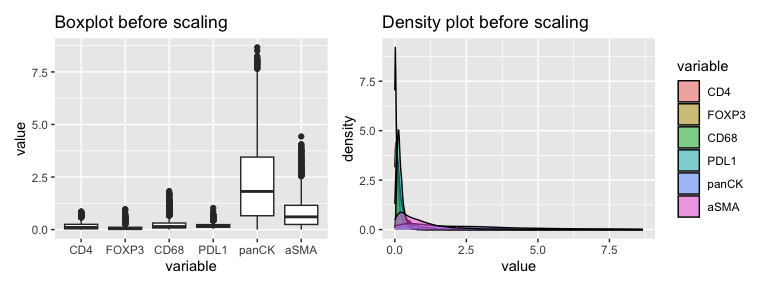 Boxplot before scaling
7.5
5.0
2.5
0.0
value
CD4 FOXP3 CD68 PDL1 panCK aSMA
variable
Density plot before scaling
7.5
5.0
2.5
0.0
density
0.0 2.5 5.0 7.5
value
variable
CD4
FOXP3
CD68
PDL1
panCK
aSMA